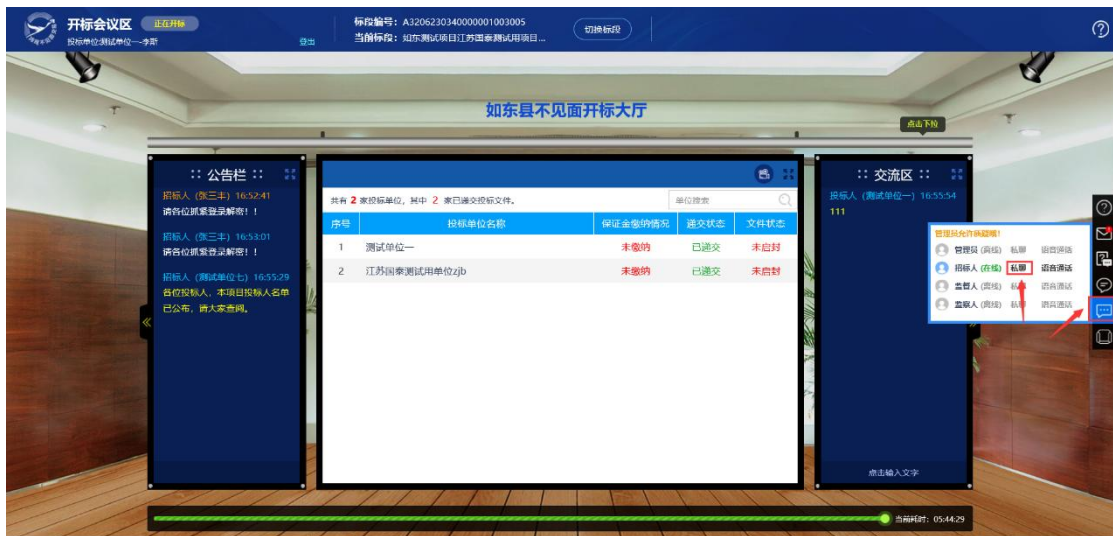 开标会议区 正在开标
投标单位:测试单位一--李斯 登出
标段编号: A3206230340000001003005
当前标段: 如东测试项目江苏国泰测试用项目...
切换标段
如东县不见面开标大厅
点击下拉
:: 公告栏 ::
招标人 (张三丰) 16:52:41
请各位抓紧登录解密！！
招标人 (张三丰) 16:53:01
请各位抓紧登录解密！！
招标人 (测试单位七) 16:55:29
各位投标人，本项目投标人名单
已公布，请大家查阅。
共有 2 家投标单位, 其中 2 家已递交投标文件。
单位搜索
序号 投标单位名称 保证金缴纳情况 递交状态 文件状态
1 测试单位一 未缴纳 已递交 未启封
2 江苏国泰测试用单位zjb 未缴纳 已递交 未启封
:: 交流区 ::
投标人 (测试单位一) 16:55:54
111
管理员 (离线) 私聊 语音通话
招标人 (在线) 私聊 语音通话
监督人 (离线) 私聊 语音通话
监察人 (离线) 私聊 语音通话
点击输入文字
当前耗时: 05:44:29